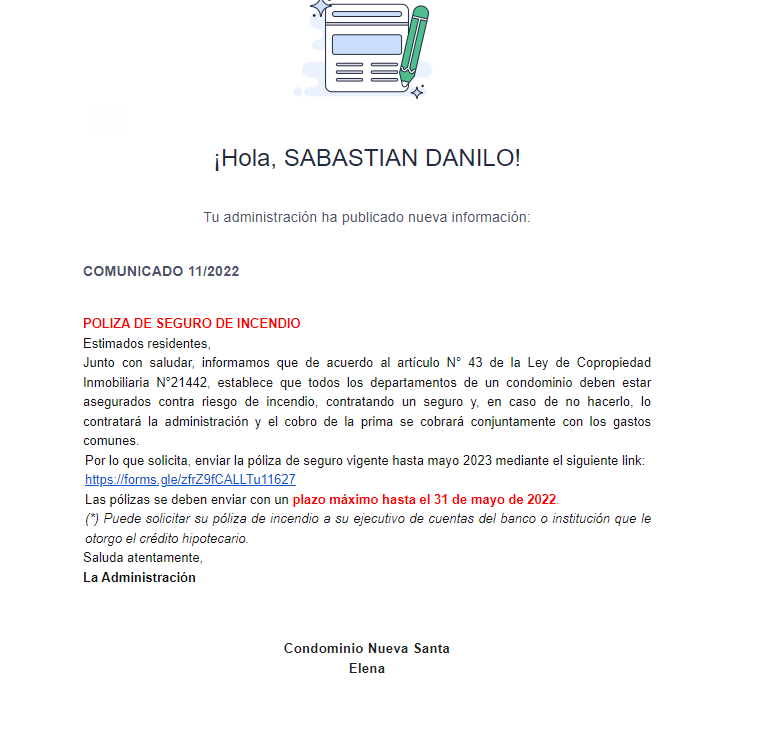 ¡Hola, SABASTIAN DANILO!
Tu administración ha publicado nueva información:
COMUNICADO 11/2022
POLIZA DE SEGURO DE INCENDIO
Estimados residentes,
Junto con saludar, informamos que de acuerdo al artículo N° 43 de la Ley de Copropiedad
Inmobiliaria N°21442, establece que todos los departamentos de un condominio deben estar
asegurados contra riesgo de incendio, contratando un seguro y, en caso de no hacerlo, lo
contratará la administración y el cobro de la prima se cobrará conjuntamente con los gastos
comunes.
Por lo que solicita, enviar la póliza de seguro vigente hasta mayo 2023 mediante el siguiente link:
https://forms.gle/zfrZ9fCALLTu11627
Las pólizas se deben enviar con un plazo máximo hasta el 31 de mayo de 2022.
(*) Puede solicitar su póliza de incendio a su ejecutivo de cuentas del banco o institución que le
otorgo el crédito hipotecario.
Saluda atentamente,
La Administración
Condominio Nueva Santa
Elena